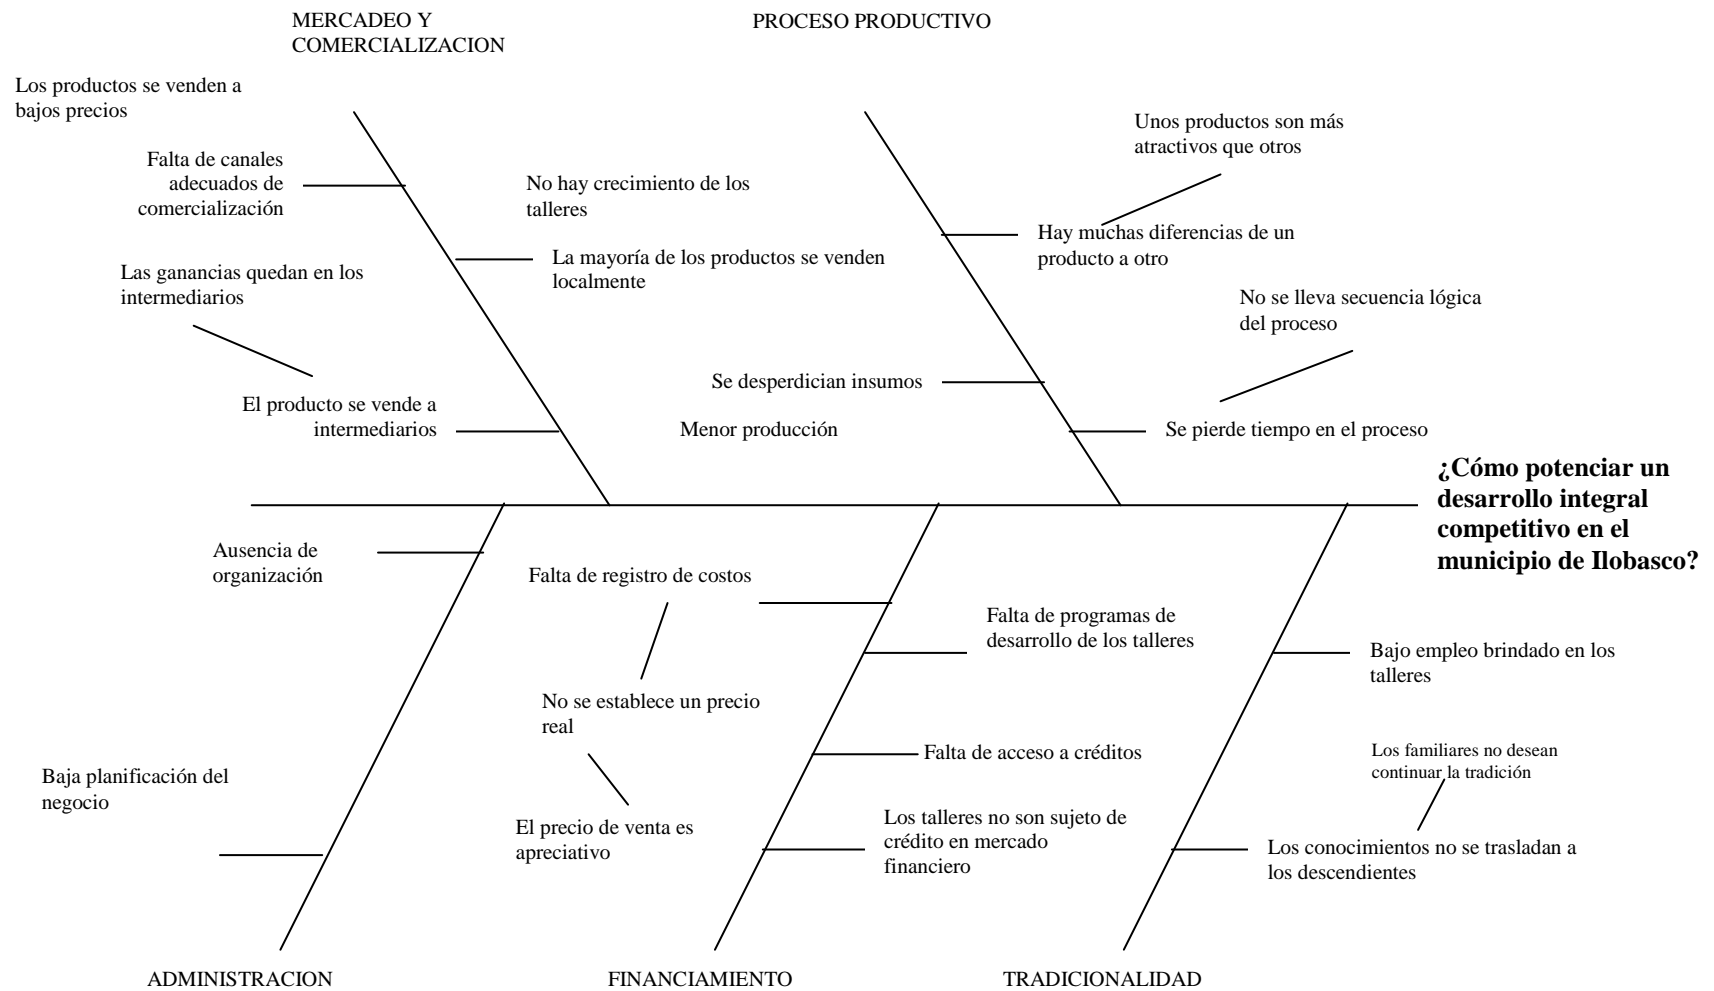 MERCADEO Y
COMERCIALIZACION
PROCESO PRODUCTIVO
Los productos se venden a
bajos precios
Unos productos son más
atractivos que otros
Falta de canales
adecuados de
comercialización
No hay crecimiento de los
talleres
Hay muchas diferencias de un
producto a otro
La mayoría de los productos se venden
localmente
Las ganancias quedan en los
intermediarios
No se lleva secuencia lógica
del proceso
Se desperdician insumos
El producto se vende a
intermediarios
Menor producción
Se pierde tiempo en el proceso
¿Cómo potenciar un
desarrollo integral
competitivo en el
municipio de Ilobasco?
Ausencia de
organización
Falta de registro de costos
Falta de programas de
desarrollo de los talleres
Bajo empleo brindado en los
talleres
No se establece un precio
real
Falta de acceso a créditos
Los familiares no desean
continuar la tradición
Baja planificación del
negocio
El precio de venta es
apreciativo
Los talleres no son sujeto de
crédito en mercado
financiero
Los conocimientos no se trasladan a
los descendientes
ADMINISTRACION
FINANCIAMIENTO
TRADICIONALIDAD